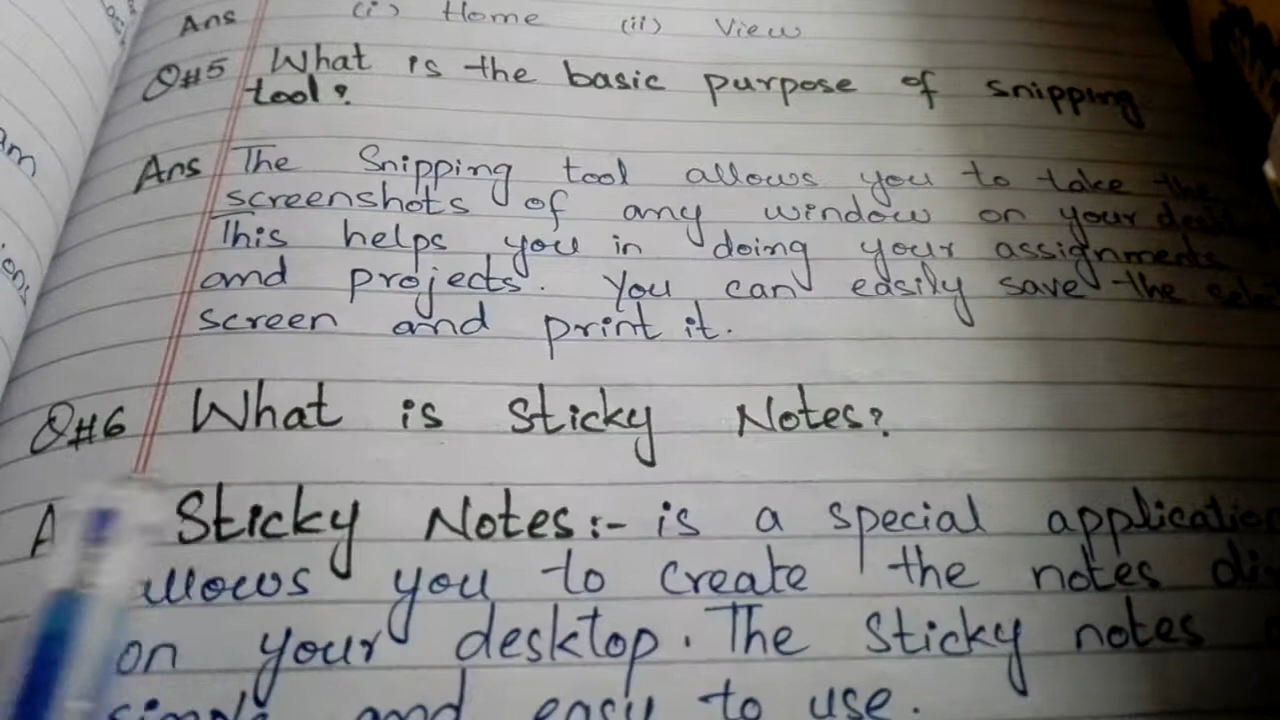 Ans (i) Home (ii) View
Q#5 What is the basic purpose of snipping
tool?
Ans The Snipping tool allows you to take the
screenshots of any window on your
This helps you in doing your assignments
and projects. You can easily save the
screen and print it.
Q#6 What is Sticky Notes?
A Sticky Notes:- is a special
allows you to create the notes
on your desktop. The Sticky notes
simple and easy to use.